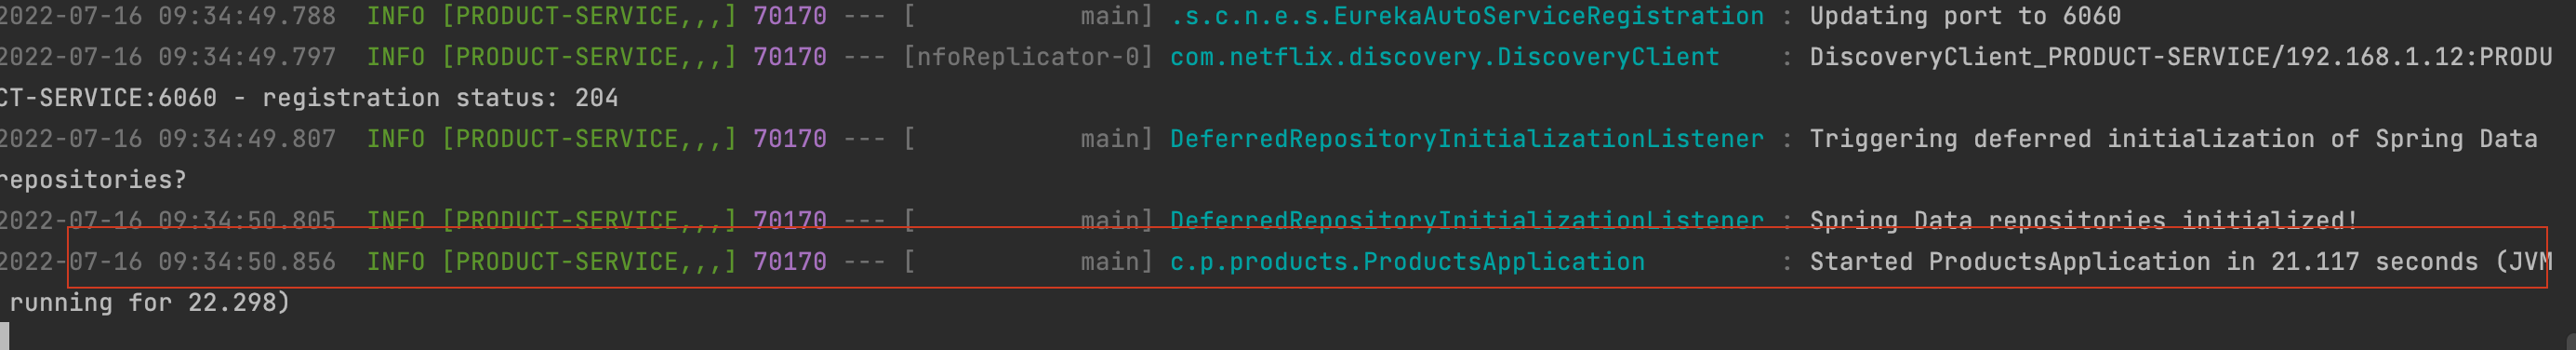 2022-07-16 09:34:49.788  INFO [PRODUCT-SERVICE,,,] 70170 --- [           main] .s.c.n.e.s.EurekaAutoServiceRegistration : Updating port to 6060
2022-07-16 09:34:49.797  INFO [PRODUCT-SERVICE,,,] 70170 --- [nfoReplicator-0] com.netflix.discovery.DiscoveryClient    : DiscoveryClient_PRODUCT-SERVICE/192.168.1.12:PRODU
CT-SERVICE:6060 - registration status: 204
2022-07-16 09:34:49.807  INFO [PRODUCT-SERVICE,,,] 70170 --- [           main] DeferredRepositoryInitializationListener : Triggering deferred initialization of Spring Data
repositories?
2022-07-16 09:34:50.805  INFO [PRODUCT-SERVICE,,,] 70170 --- [           main] DeferredRepositoryInitializationListener : Spring Data repositories initialized!
2022-07-16 09:34:50.856  INFO [PRODUCT-SERVICE,,,] 70170 --- [           main] c.p.products.ProductsApplication         : Started ProductsApplication in 21.117 seconds (JVM
 running for 22.298)